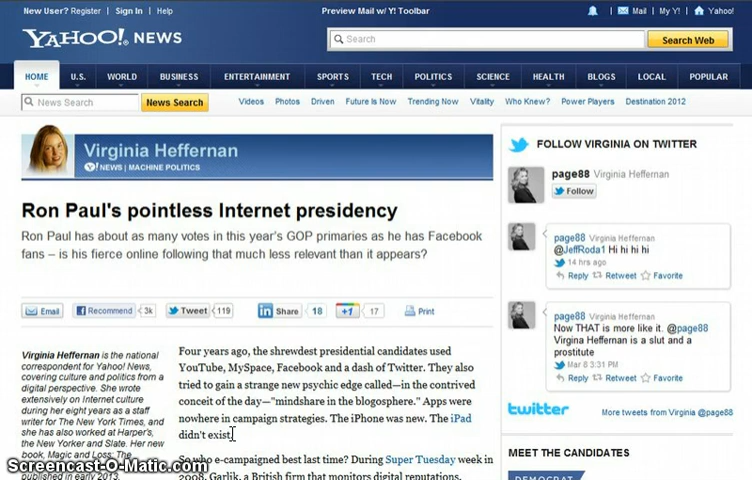 New User? Register | Sign In | Help
Preview Mail w/ Y! Toolbar
Mail | My Y! | Yahoo!
YAHOO! NEWS
Search
Search Web
HOME U.S. WORLD BUSINESS ENTERTAINMENT SPORTS TECH POLITICS SCIENCE HEALTH BLOGS LOCAL POPULAR
News Search
News Search
Videos Photos Driven Future Is Now Trending Now Vitality Who Knew? Power Players Destination 2012
Virginia Heffernan
Y! NEWS | MACHINE POLITICS
Ron Paul's pointless Internet presidency
Ron Paul has about as many votes in this year's GOP primaries as he has Facebook
fans – is his fierce online following that much less relevant than it appears?
Email Recommend 3k Tweet 119 in Share 18 +1 17 Print
Virginia Heffernan is the national
correspondent for Yahoo! News,
covering culture and politics from a
digital perspective. She wrote
extensively on Internet culture
during her eight years as a staff
writer for The New York Times, and
she has also worked at Harper's,
the New Yorker and Slate. Her new
book, Magic and Loss: The
published in early 2013.
Four years ago, the shrewdest presidential candidates used
YouTube, MySpace, Facebook and a dash of Twitter. They also
tried to gain a strange new psychic edge called—in the contrived
conceit of the day—"mindshare in the blogosphere." Apps were
nowhere in campaign strategies. The iPhone was new. The iPad
didn't exist.
So who e-campaigned best last time? During Super Tuesday week in
2008, Garlik, a British firm that monitors digital reputations,
FOLLOW VIRGINIA ON TWITTER
page88 Virginia Heffernan
Follow
page88 Virginia Heffernan
@JeffRoda1 Hi hi hi hi
14 hrs ago
Reply Retweet Favorite
page88 Virginia Heffernan
Now THAT is more like it. @page88
Virgina Heffernan is a slut and a
prostitute
Mar 8 3:31 PM
Reply Retweet Favorite
twitter
More tweets from Virginia @page88
MEET THE CANDIDATES
DEMOCRAT
Screencast-O-Matic.com